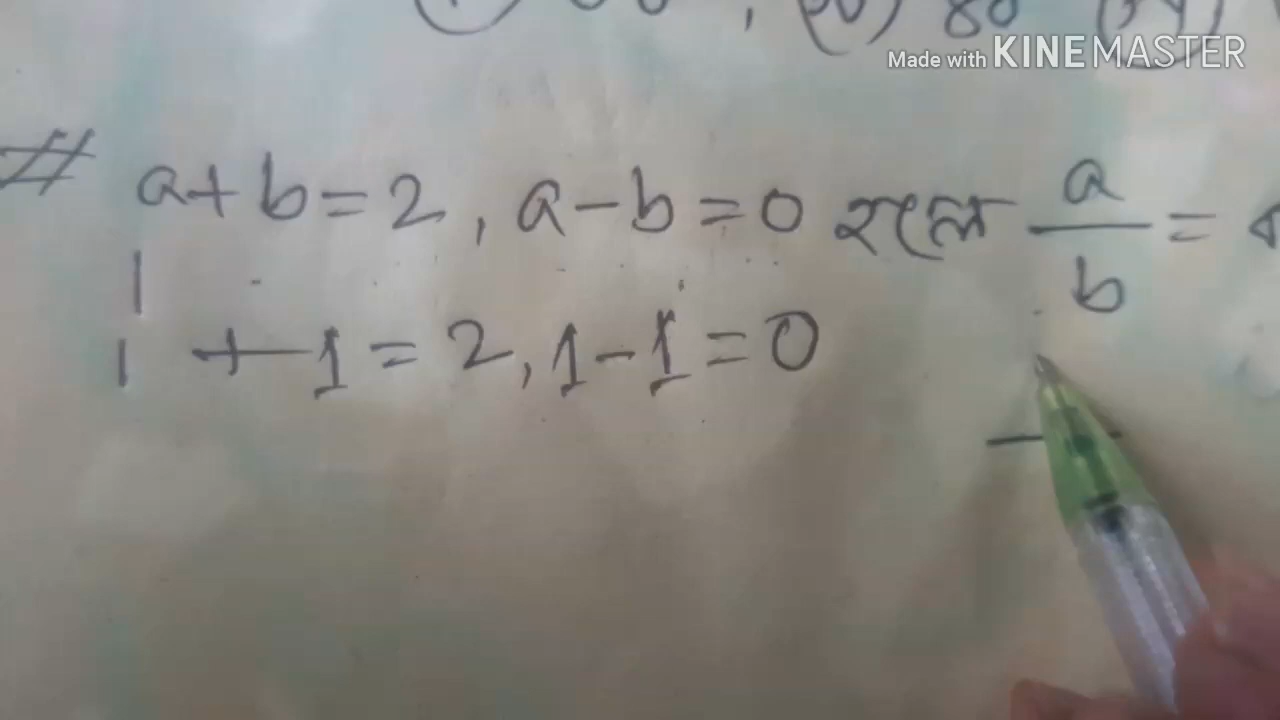 Made with KINEMASTER
# a+b=2, a-b=0 হলে a/b =
1 + 1 = 2, 1-1=0